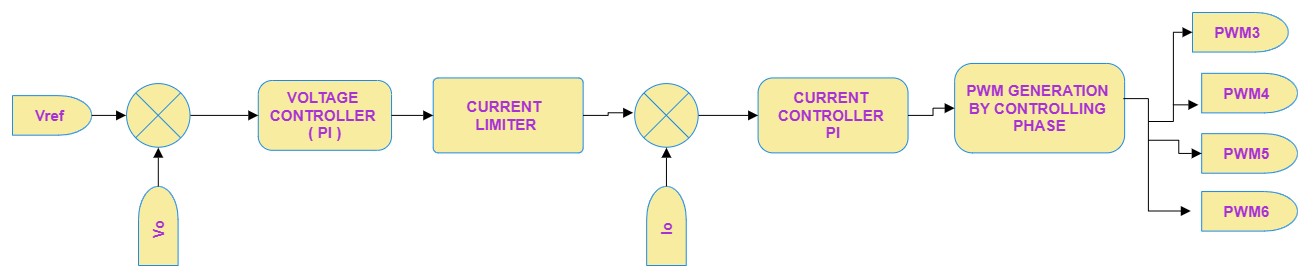 Vref
VOLTAGE
CONTROLLER
( PI )
CURRENT
LIMITER
CURRENT
CONTROLLER
PI
PWM GENERATION
BY CONTROLLING
PHASE
PWM3
PWM4
PWM5
PWM6
Vo
Io